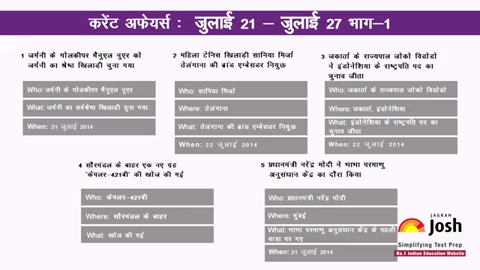 करेंट अफेयर्स : जुलाई 21 – जुलाई 27 भाग-1
1 जर्मनी के गोलकीपर मैनुएल नुएर को
जर्मनी का श्रेष्ठ खिलाड़ी चुना गया
Who: जर्मनी के गोलकीपर मैनुएल नुएर
What: जर्मनी का सर्वश्रेष्ठ खिलाड़ी चुना गया
When: 21 जुलाई 2014
2 महिला टेनिस खिलाड़ी सानिया मिर्जा
तेलंगाना की ब्रांड एम्बेसडर नियुक्त
Who: सानिया मिर्जा
Where: तेलंगाना
What: तेलंगाना की ब्रांड एम्बेसडर नियुक्त
When: 22 जुलाई 2014
3 जकार्ता के राज्यपाल जोको विडोडो
ने इंडोनेशिया के राष्ट्रपति पद का
चुनाव जीता
Who: जकार्ता के राज्यपाल जोको विडोडो
Where: जकार्ता, इंडोनेशिया
What: इंडोनेशिया के राष्ट्रपति पद का
चुनाव जीता
When: 22 जुलाई 2014
4 सौरमंडल के बाहर एक नए ग्रह
'केप्लर-421बी' की खोज की गई
Who: केप्लर-421बी
Where: सौरमंडल के बाहर
What: खोज की गई
5 प्रधानमंत्री नरेंद्र मोदी ने भाभा परमाणु
अनुसंधान केंद्र का दौरा किया
Who: प्रधानमंत्री नरेंद्र मोदी
Where: मुंबई
What: भाभा परमाणु अनुसंधान केंद्र के पहली
यात्रा पर गए
When: 21 जुलाई 2014
JAGRAN
Josh
Simplifying Test Prep
No.1 Indian Education Website